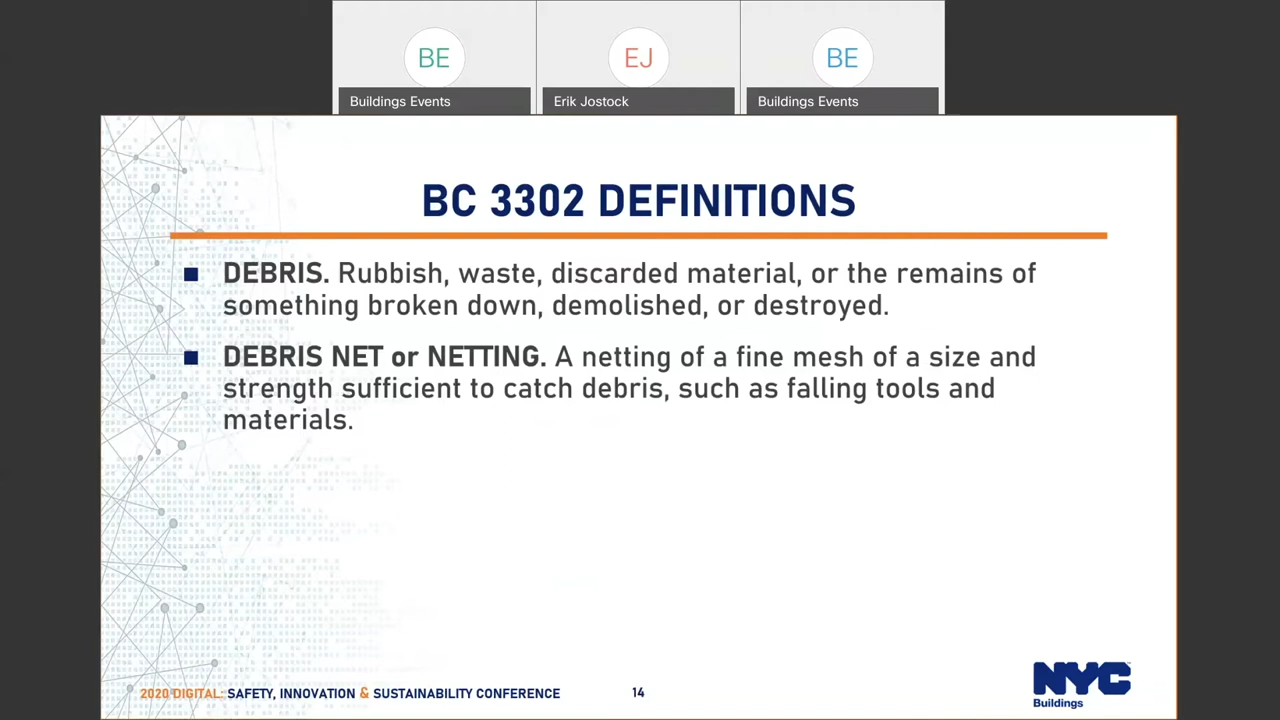 BE
EJ
BE
Buildings Events
Erik Jostock
Buildings Events
BC 3302 DEFINITIONS
DEBRIS. Rubbish, waste, discarded material, or the remains of
something broken down, demolished, or destroyed.
DEBRIS NET or NETTING. A netting of a fine mesh of a size and
strength sufficient to catch debris, such as falling tools and
materials.
2020 DIGITAL: SAFETY, INNOVATION & SUSTAINABILITY CONFERENCE
14
NYC
Buildings